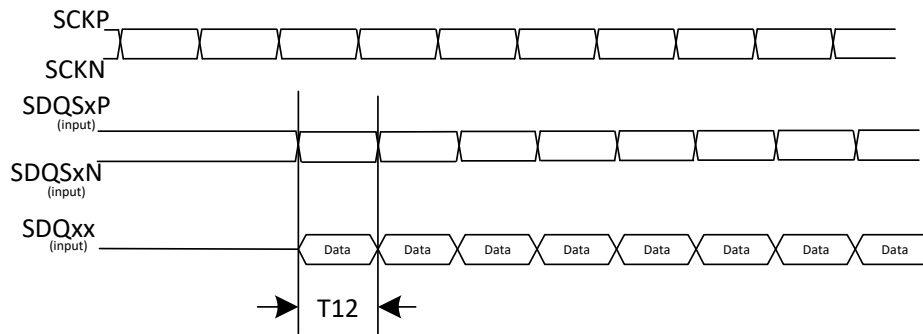 SCKP
SCKN
SDQSxP
(input)
SDQSxN
(input)
SDQxx
(input)
Data Data Data Data Data Data Data Data
T12